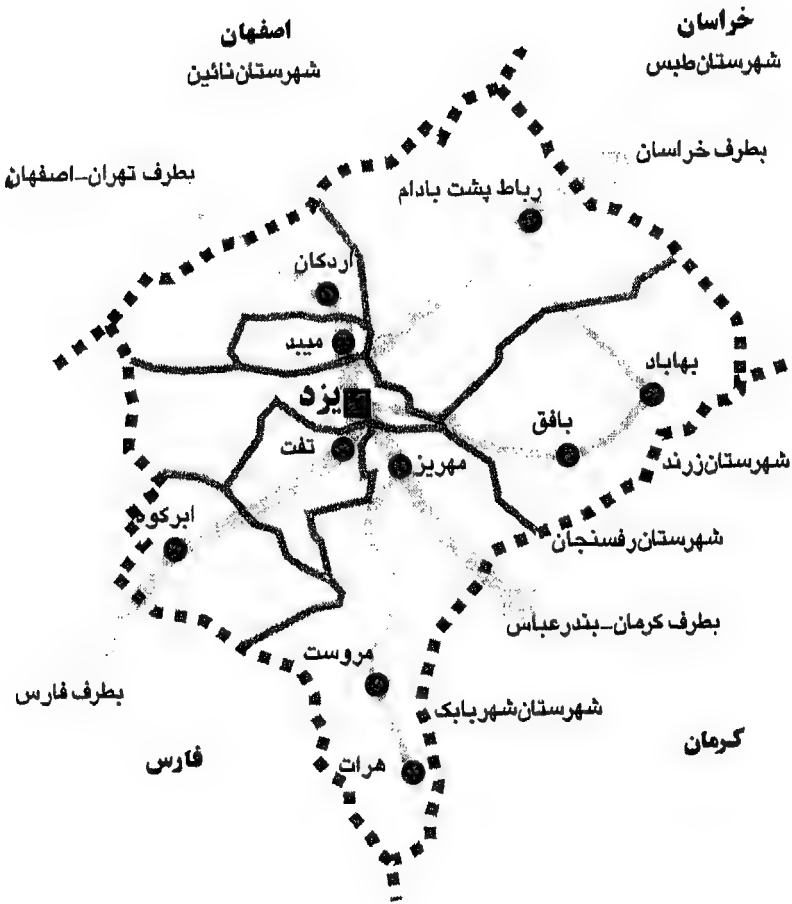 خراسان
شهرستان طبس
اصفهان
شهرستان نائین
بطرف خراسان
بطرف تهران-اصفهان
رباط پشت بادام
اردکان
میبد
بهاباد
یزد
بافق
تفت
مهریز
شهرستان زرند
ابرکوه
شهرستان رفسنجان
بطرف کرمان-بندرعباس
مروست
بطرف فارس
شهرستان شهربابک
کرمان
فارس
هرات